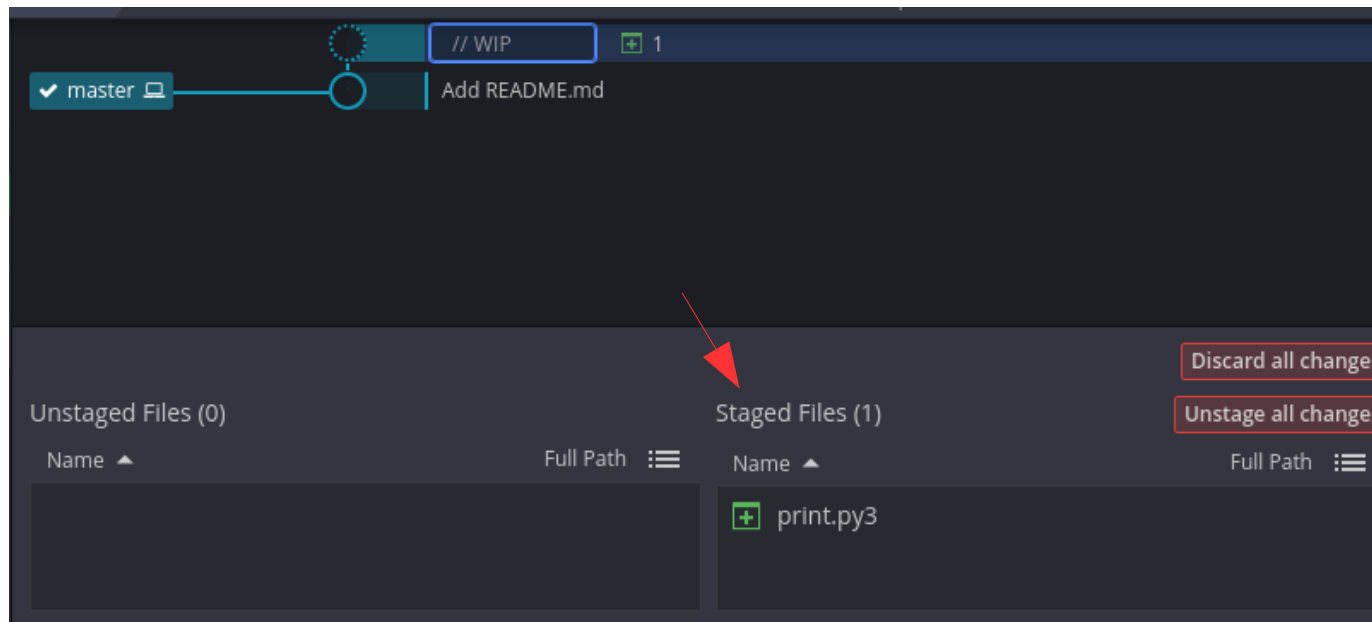 // WIP 1
master Add README.md
Discard all change
Unstaged Files (0) Staged Files (1) Unstage all change
Name Full Path Name Full Path
print.py3